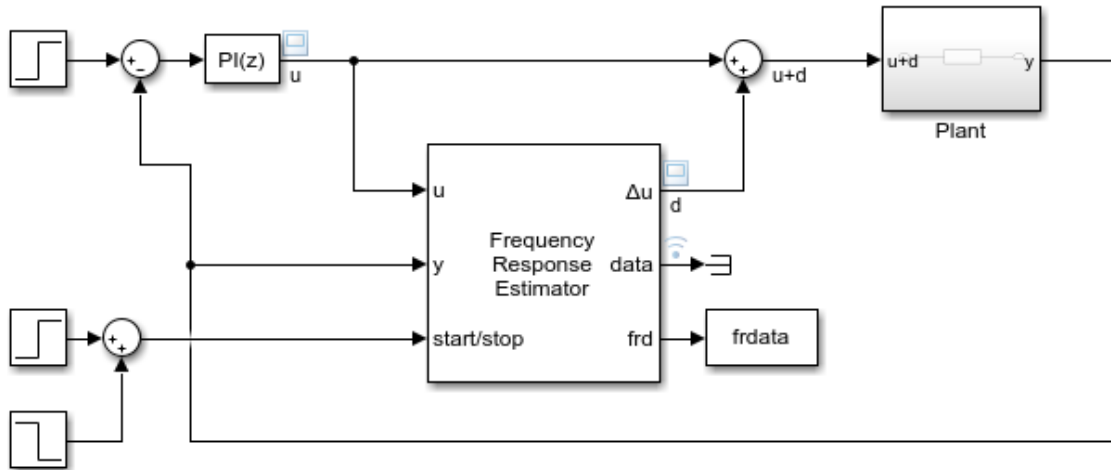 +
−
PI(z)
u
+
+
u+d
u+d
y
Plant
u
y
start/stop
Frequency
Response
Estimator
Δu
data
frd
d
frdata
+
+